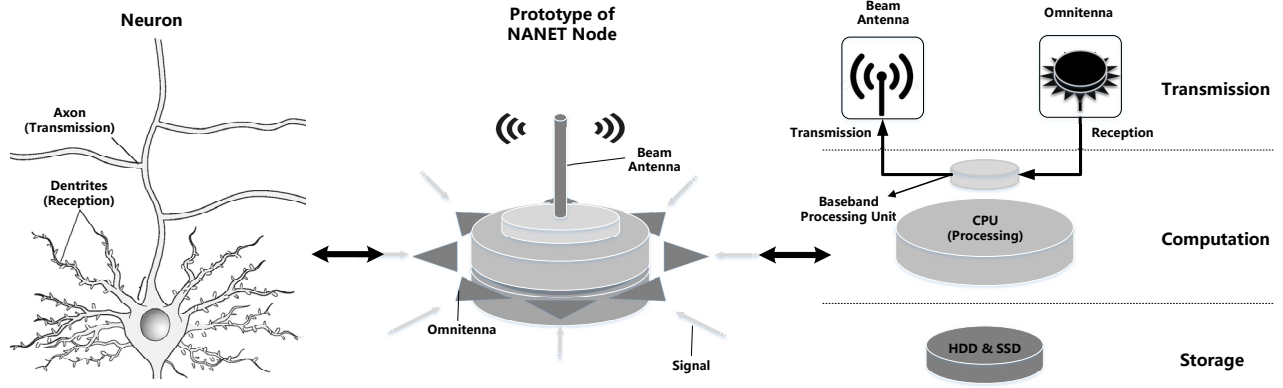 Neuron
Axon
(Transmission)
Dentrites
(Reception)
Prototype of
NANET Node
Beam
Antenna
Omnitenna
Signal
Beam
Antenna
Omnitenna
Transmission
Transmission
Reception
Baseband
Processing Unit
CPU
(Processing)
Computation
HDD & SSD
Storage